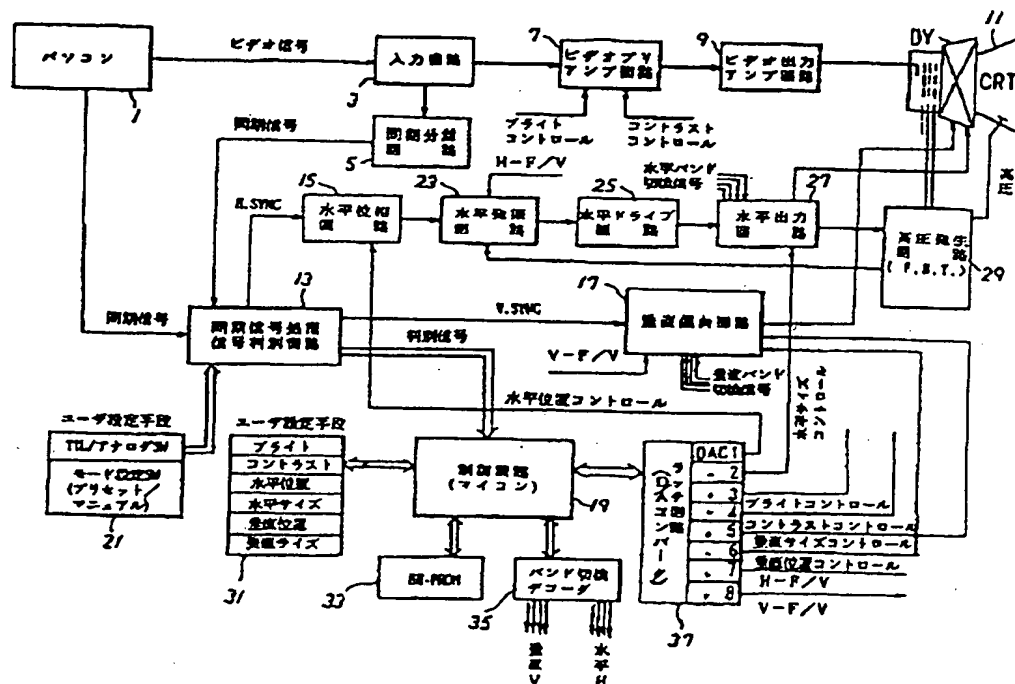 パソコン
1
ビデオ信号
入力回路
3
7
ビデオプリ
アンプ回路
9
ビデオ出力
アンプ回路
DY
11
CRT
高圧
同期信号
同期分離
回路
5
ブライト
コントロール
コントラスト
コントロール
H-F/V
水平バンド
切換信号
H.SYNC
15
水平位相
回路
23
水平発振
回路
25
水平ドライブ
回路
27
水平出力
回路
高圧発生
回路
(F.B.T.)
29
同期信号
13
同期信号処理
信号判別回路
V.SYNC
判別信号
17
垂直偏向回路
V-F/V
垂直バンド
切換信号
水平サイズ
コントロール
水平位置コントロール
ユーザ設定手段
TTL/アナログSW
モード設定SW
(プリセット/
マニュアル)
21
ユーザ設定手段
ブライト
コントラスト
水平位置
水平サイズ
垂直位置
垂直サイズ
31
制御回路
(マイコン)
19
33
バンド切換
デコーダ
35
垂直V
水平H
DAC1
〃 2
〃 3
〃 4
〃 5
〃 6
〃 7
〃 8
37
ブライトコントロール
コントラストコントロール
垂直サイズコントロール
垂直位置コントロール
H-F/V
V-F/V